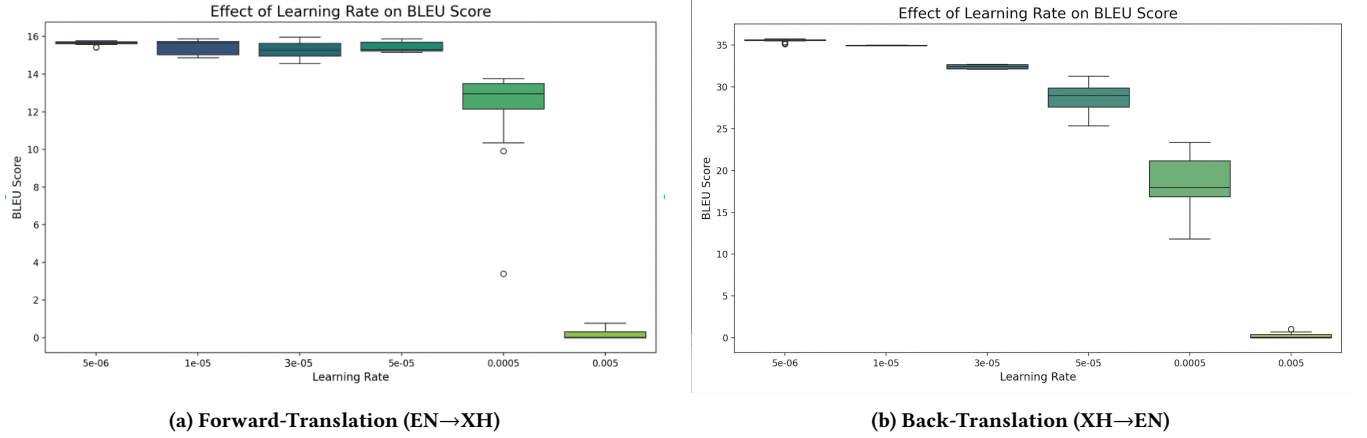 Effect of Learning Rate on BLEU Score
BLEU Score
16
14
12
10
8
6
4
2
0
5e-06
1e-05
3e-05
5e-05
0.0005
0.005
Learning Rate
(a) Forward-Translation (EN→XH)
Effect of Learning Rate on BLEU Score
BLEU Score
35
30
25
20
15
10
5
0
5e-06
1e-05
3e-05
5e-05
0.0005
0.005
Learning Rate
(b) Back-Translation (XH→EN)